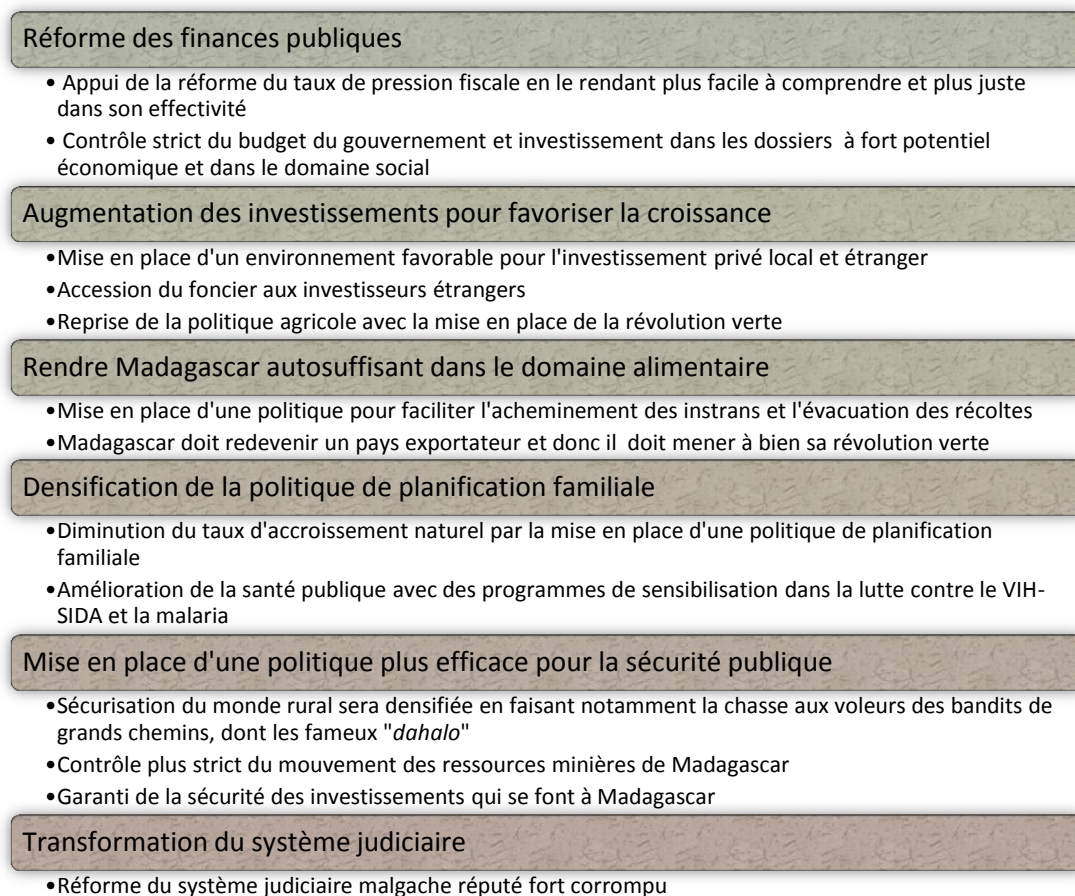 Réforme des finances publiques
• Appui de la réforme du taux de pression fiscale en le rendant plus facile à comprendre et plus juste
dans son effectivité
• Contrôle strict du budget du gouvernement et investissement dans les dossiers à fort potentiel
économique et dans le domaine social
Augmentation des investissements pour favoriser la croissance
•Mise en place d'un environnement favorable pour l'investissement privé local et étranger
•Accession du foncier aux investisseurs étrangers
•Reprise de la politique agricole avec la mise en place de la révolution verte
Rendre Madagascar autosuffisant dans le domaine alimentaire
•Mise en place d'une politique pour faciliter l'acheminement des instrans et l'évacuation des récoltes
•Madagascar doit redevenir un pays exportateur et donc il doit mener à bien sa révolution verte
Densification de la politique de planification familiale
•Diminution du taux d'accroissement naturel par la mise en place d'une politique de planification
familiale
•Amélioration de la santé publique avec des programmes de sensibilisation dans la lutte contre le VIH-
SIDA et la malaria
Mise en place d'une politique plus efficace pour la sécurité publique
•Sécurisation du monde rural sera densifiée en faisant notamment la chasse aux voleurs des bandits de
grands chemins, dont les fameux "dahalo"
•Contrôle plus strict du mouvement des ressources minières de Madagascar
•Garanti de la sécurité des investissements qui se font à Madagascar
Transformation du système judiciaire
•Réforme du système judiciaire malgache réputé fort corrompu